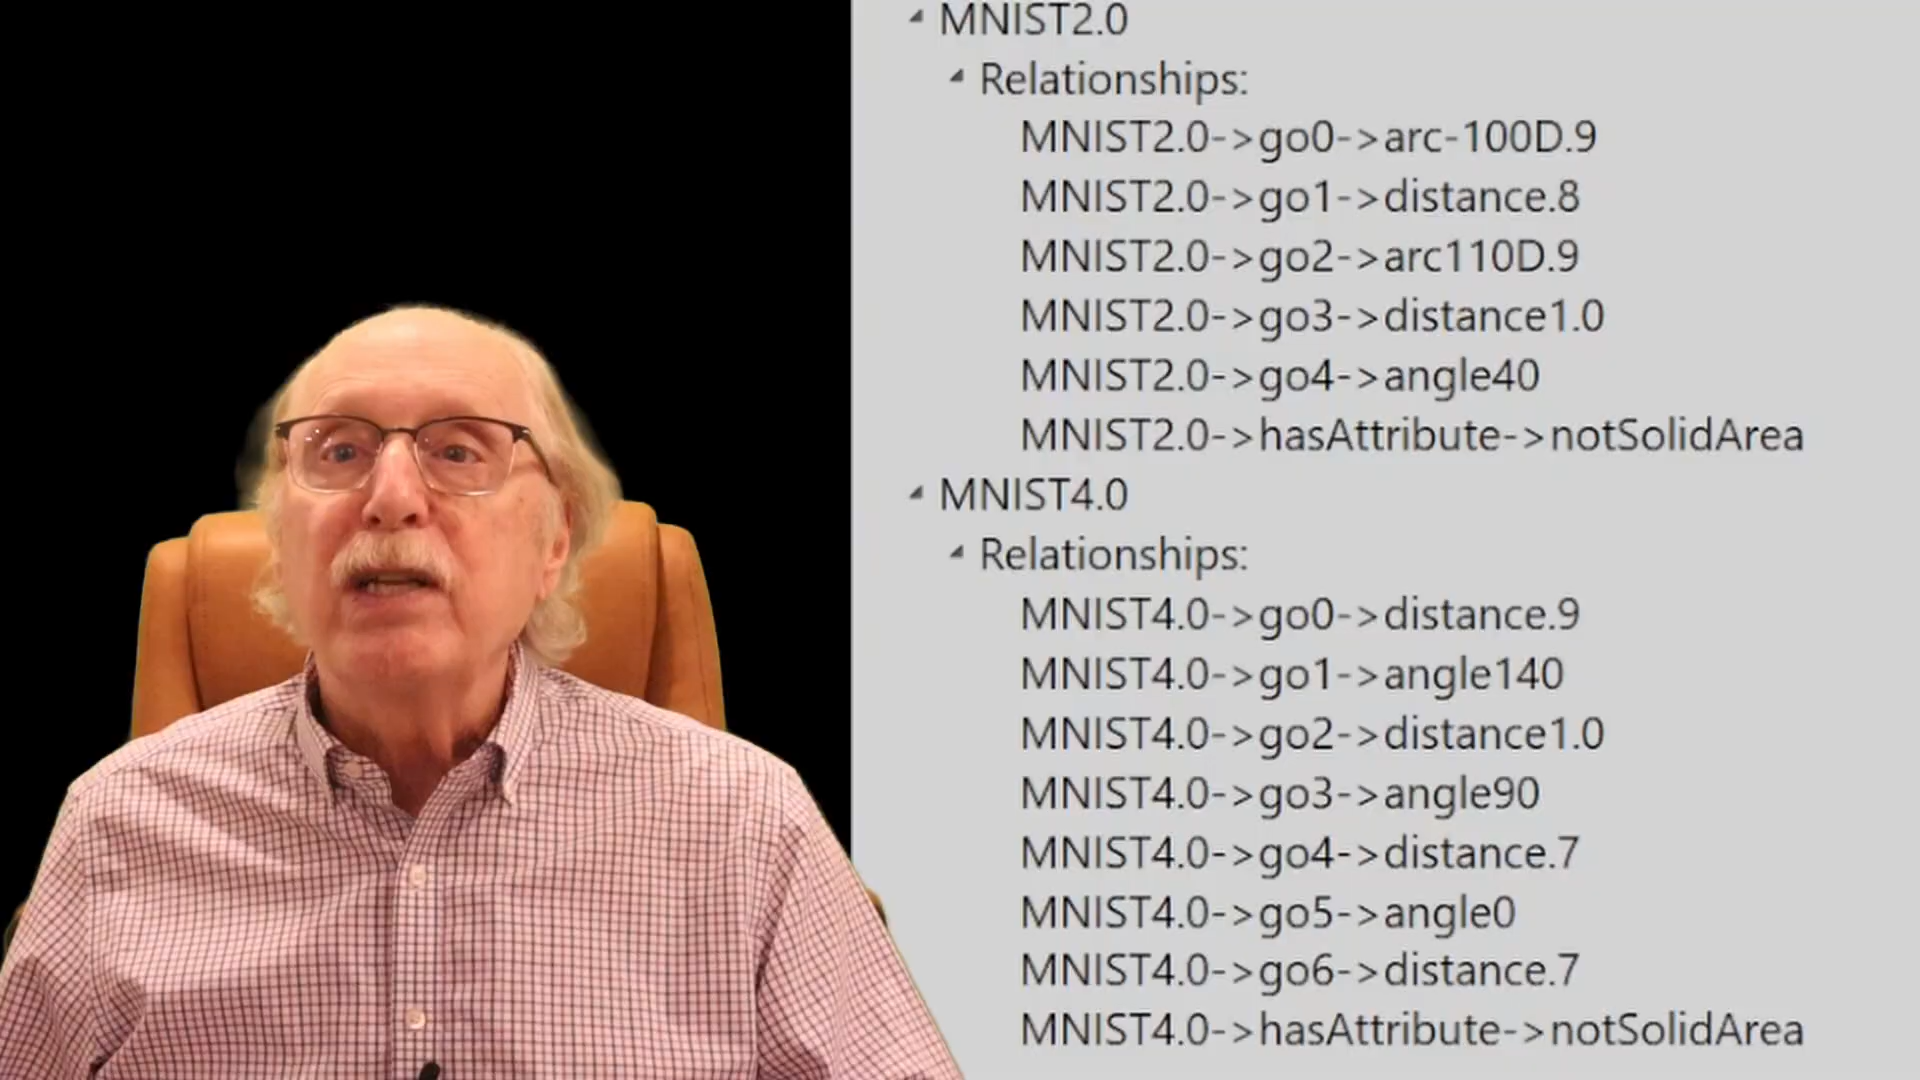 MNIST2.0
Relationships:
MNIST2.0->go0->arc-100D.9
MNIST2.0->go1->distance.8
MNIST2.0->go2->arc110D.9
MNIST2.0->go3->distance1.0
MNIST2.0->go4->angle40
MNIST2.0->hasAttribute->notSolidArea
MNIST4.0
Relationships:
MNIST4.0->go0->distance.9
MNIST4.0->go1->angle140
MNIST4.0->go2->distance1.0
MNIST4.0->go3->angle90
MNIST4.0->go4->distance.7
MNIST4.0->go5->angle0
MNIST4.0->go6->distance.7
MNIST4.0->hasAttribute->notSolidArea